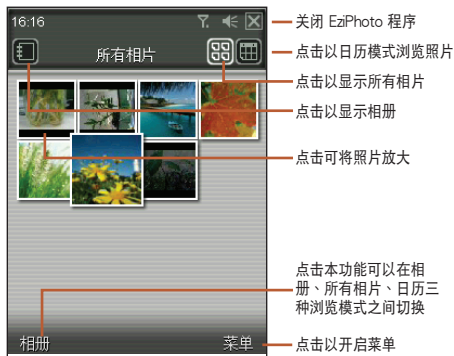 16:16
关闭 EziPhoto 程序
所有相片
点击以日历模式浏览照片
点击以显示所有相片
点击以显示相册
点击可将照片放大
点击本功能可以在相
册、所有相片、日历三
种浏览模式之间切换
相册
菜单
点击以开启菜单